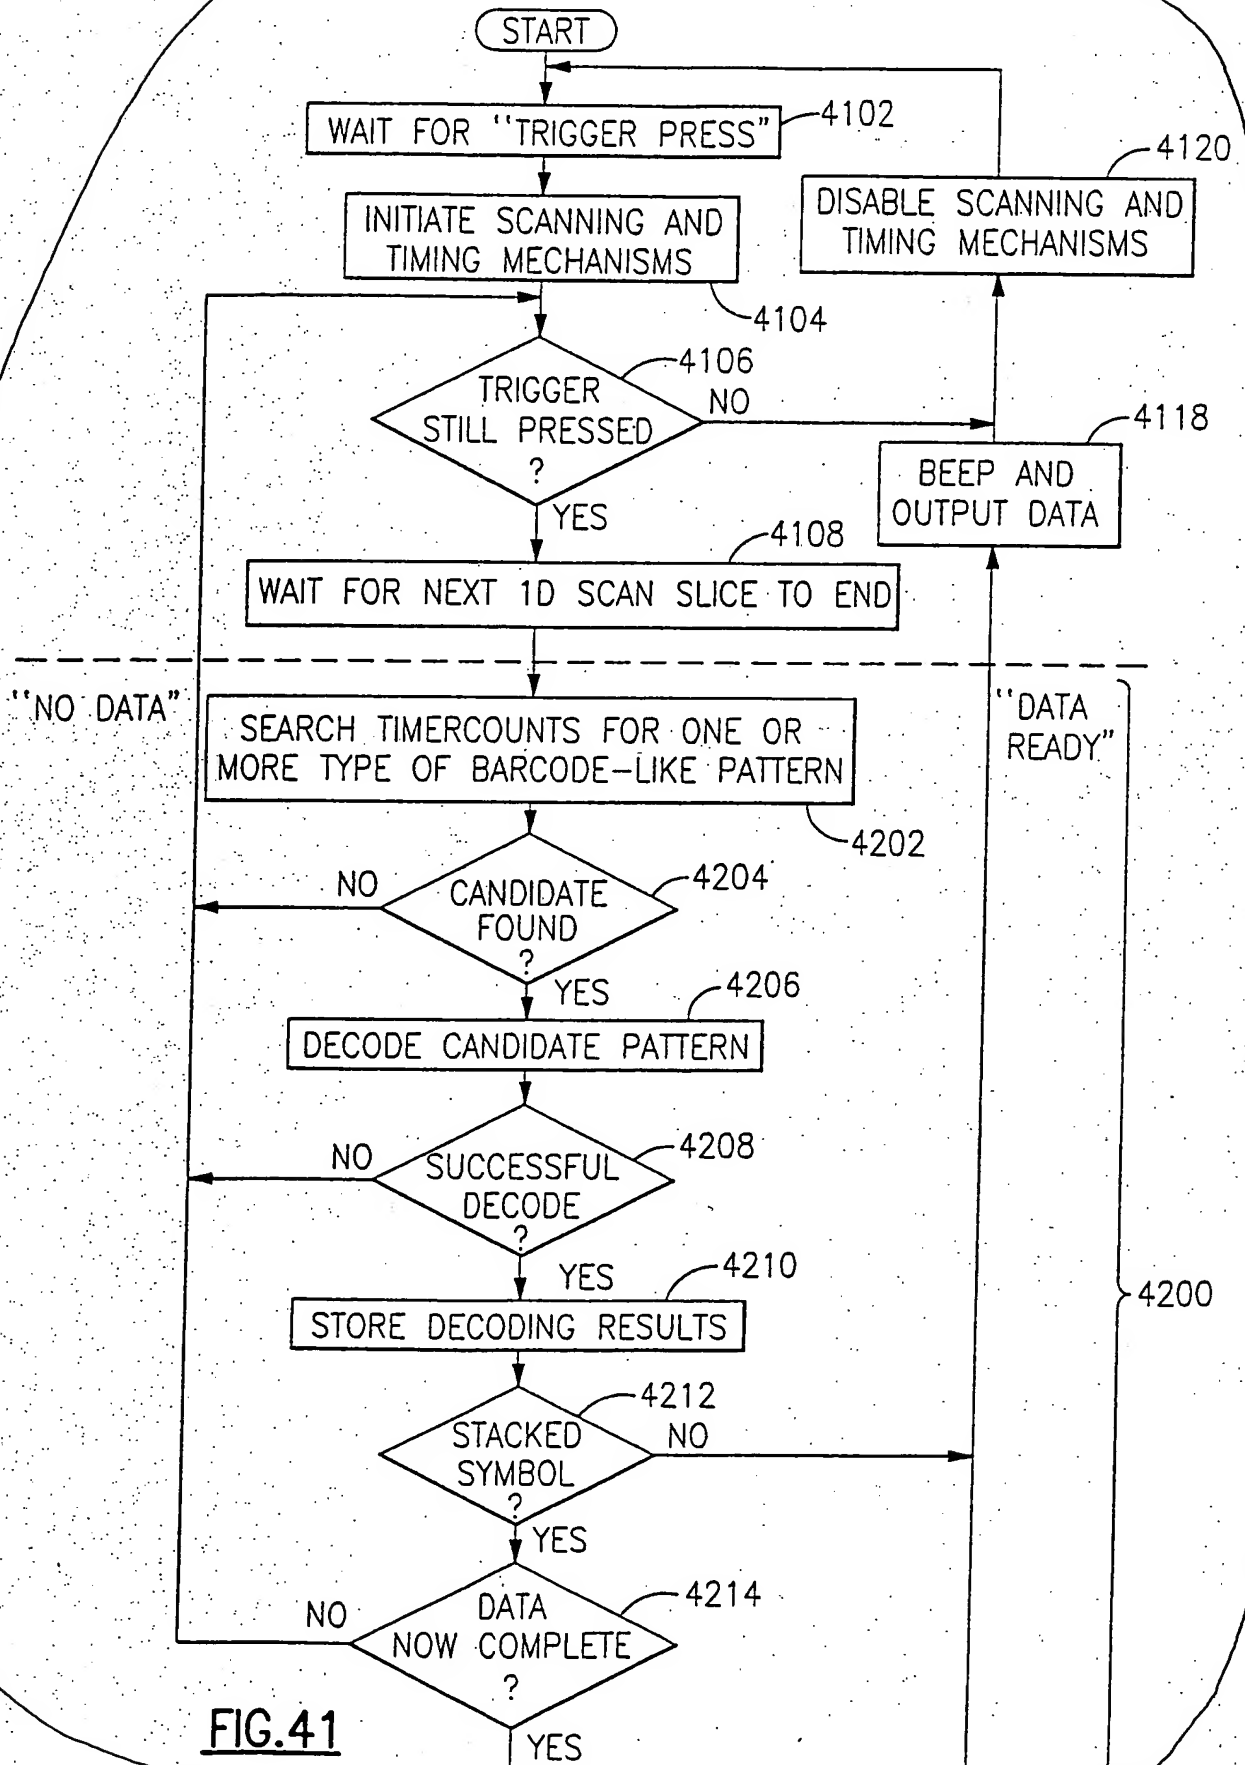 START
WAIT FOR "TRIGGER PRESS"
4102
INITIATE SCANNING AND
TIMING MECHANISMS
4104
DISABLE SCANNING AND
TIMING MECHANISMS
4120
TRIGGER
STILL PRESSED
?
4106
NO
YES
BEEP AND
OUTPUT DATA
4118
WAIT FOR NEXT 1D SCAN SLICE TO END
4108
"NO DATA"
"DATA
READY"
SEARCH TIMERCOUNTS FOR ONE OR
MORE TYPE OF BARCODE-LIKE PATTERN
4202
CANDIDATE
FOUND
?
4204
NO
YES
DECODE CANDIDATE PATTERN
4206
SUCCESSFUL
DECODE
?
4208
NO
YES
STORE DECODING RESULTS
4210
4200
STACKED
SYMBOL
?
4212
NO
YES
DATA
NOW COMPLETE
?
4214
NO
YES
FIG.41